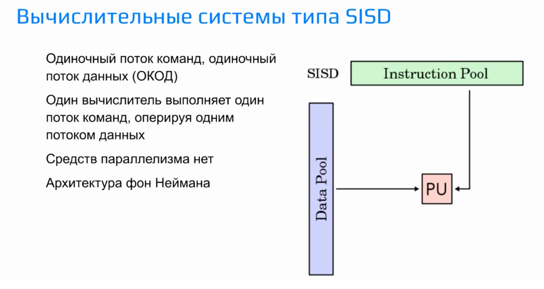 Вычислительные системы типа SISD
Одиночный поток команд, одиночный
поток данных (ОКОД)
Один вычислитель выполняет один
поток команд, оперируя одним
потоком данных
Средств параллелизма нет
Архитектура фон Неймана
SISD
Instruction Pool
Data Pool
PU